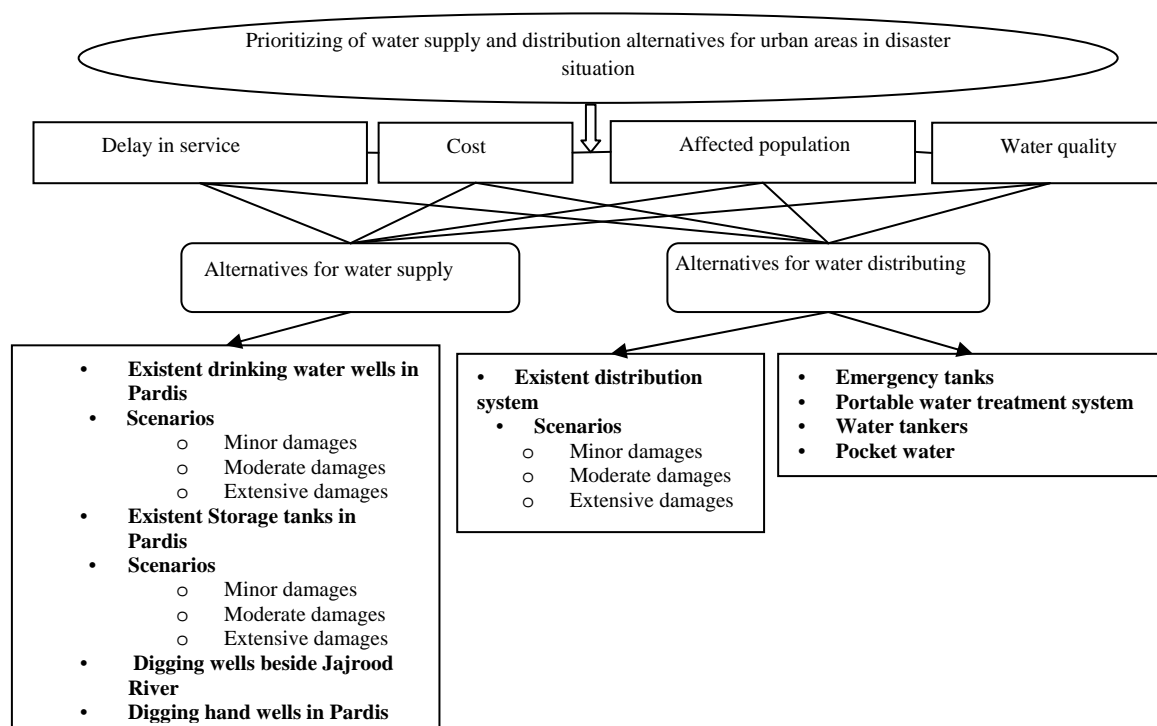 Prioritizing of water supply and distribution alternatives for urban areas in disaster
situation
Delay in service
Cost
Affected population
Water quality
Alternatives for water supply
Alternatives for water distributing
• Existent drinking water wells in
Pardis
• Scenarios
o Minor damages
o Moderate damages
o Extensive damages
• Existent Storage tanks in
Pardis
• Scenarios
o Minor damages
o Moderate damages
o Extensive damages
• Digging wells beside Jajrood
River
• Digging hand wells in Pardis
• Existent distribution
system
• Scenarios
o Minor damages
o Moderate damages
o Extensive damages
• Emergency tanks
• Portable water treatment system
• Water tankers
• Pocket water